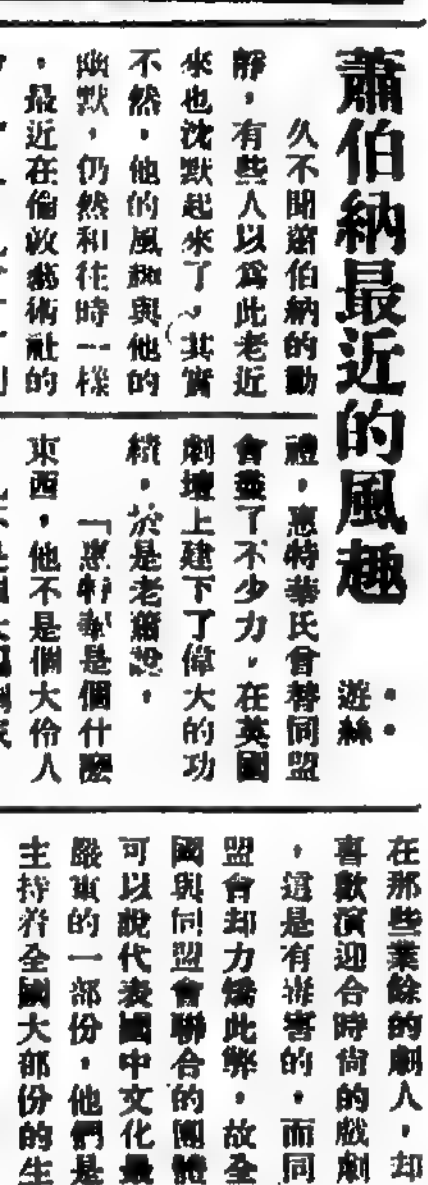 蕭伯納最近的風趣
遊絲
久不聞蕭伯納的動
靜,有些人以爲此老近
來也沈默起來了,其實
不然,他的風趣與他的
幽默,仍然和往時一樣
,最近在倫敦藝術社的
禮,惠特華氏會替同盟
會盡了不少力,在英國
劇壇上建下了偉大的功
績,於是老蕭說,
「惠特華是個什麼
東西,他不是個大伶人
在那些業餘的劇人,却
喜歡演迎合時尙的戲劇
,這是有弊害的,而同
盟會却力矯此弊,故全
國與同盟會聯合的團體
可以說代表國中文化最
嚴重的一部份,他們是
主持着全國大部份的生